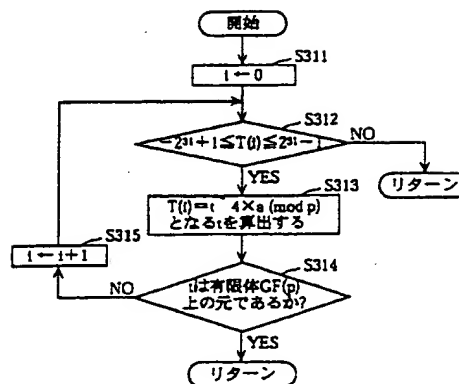 開始
S311
i ← 0
S312
-2³¹+1≦T(i)≦2³¹-1
NO
YES
リターン
S313
T(i)=t⁻4×a (mod p)
となるtを算出する
S315
i ← i+1
S314
tは有限体GF(p)
上の元であるか?
NO
YES
リターン